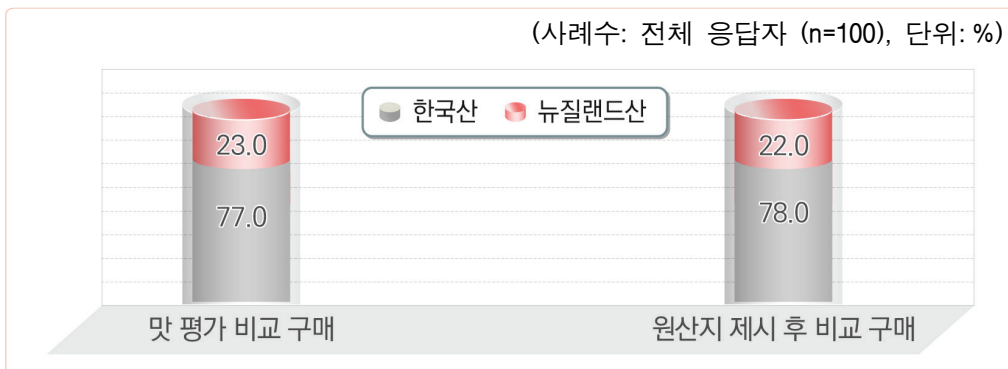 (사례수: 전체 응답자 (n=100), 단위: %)
한국산 뉴질랜드산
23.0 22.0
77.0 78.0
맛 평가 비교 구매 원산지 제시 후 비교 구매